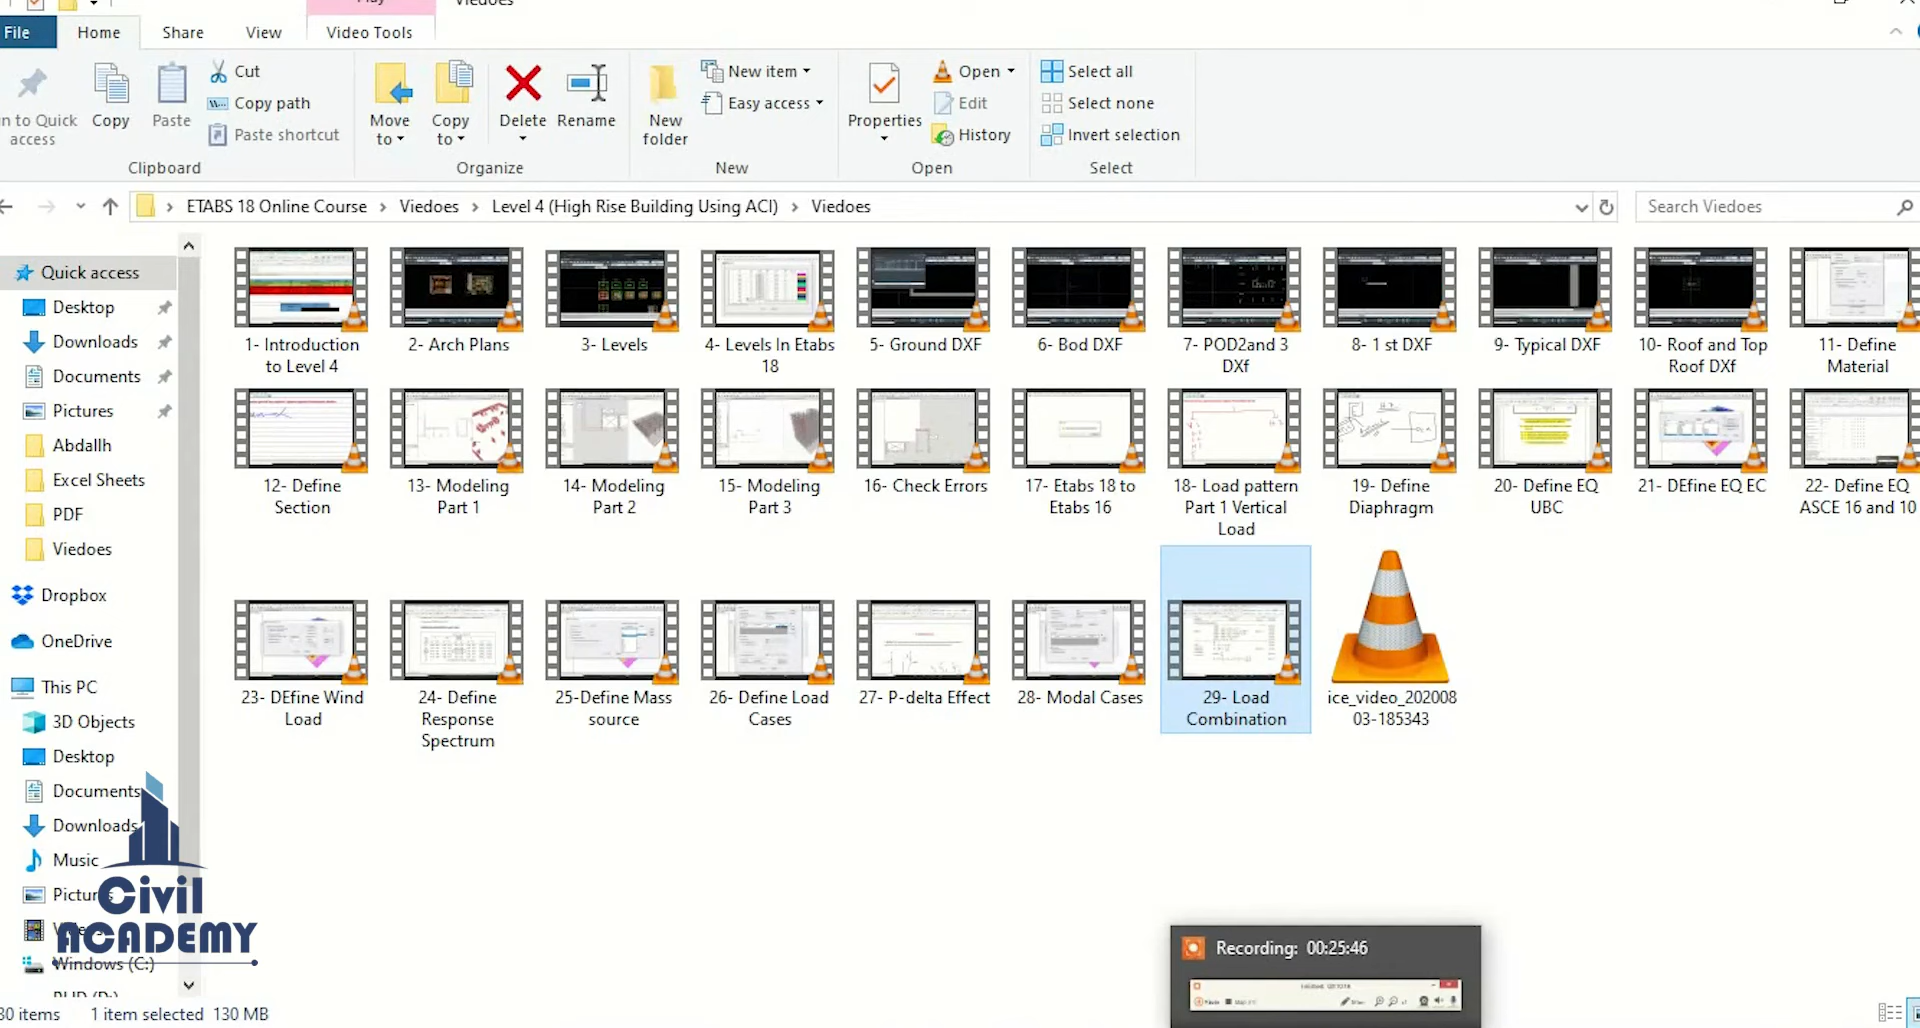 Viedoes
File
Home
Share
View
Video Tools
Cut
Copy path
Paste shortcut
n to Quick
access
Copy
Paste
Clipboard
Move
to
Copy
to
Delete
Rename
Organize
New
folder
New item
Easy access
New
Properties
Open
Edit
History
Open
Select all
Select none
Invert selection
Select
ETABS 18 Online Course
Viedoes
Level 4 (High Rise Building Using ACI)
Viedoes
Search Viedoes
Quick access
Desktop
Downloads
Documents
Pictures
Abdallh
Excel Sheets
PDF
Viedoes
Dropbox
OneDrive
This PC
3D Objects
Desktop
Documents
Downloads
Music
Pictur
Windows (C:)
1- Introduction
to Level 4
2- Arch Plans
3- Levels
4- Levels In Etabs
18
5- Ground DXF
6- Bod DXF
7- POD2and 3
DXf
8- 1 st DXF
9- Typical DXF
10- Roof and Top
Roof DXf
11- Define
Material
12- Define
Section
13- Modeling
Part 1
14- Modeling
Part 2
15- Modeling
Part 3
16- Check Errors
17- Etabs 18 to
Etabs 16
18- Load pattern
Part 1 Vertical
Load
19- Define
Diaphragm
20- Define EQ
UBC
21- DEfine EQ EC
22- Define EQ
ASCE 16 and 10
23- DEfine Wind
Load
24- Define
Response
Spectrum
25-Define Mass
source
26- Define Load
Cases
27- P-delta Effect
28- Modal Cases
29- Load
Combination
ice_video_202008
03-185343
Civil
ACADEMY
Recording: 00:25:46
30 items
1 item selected 130 MB